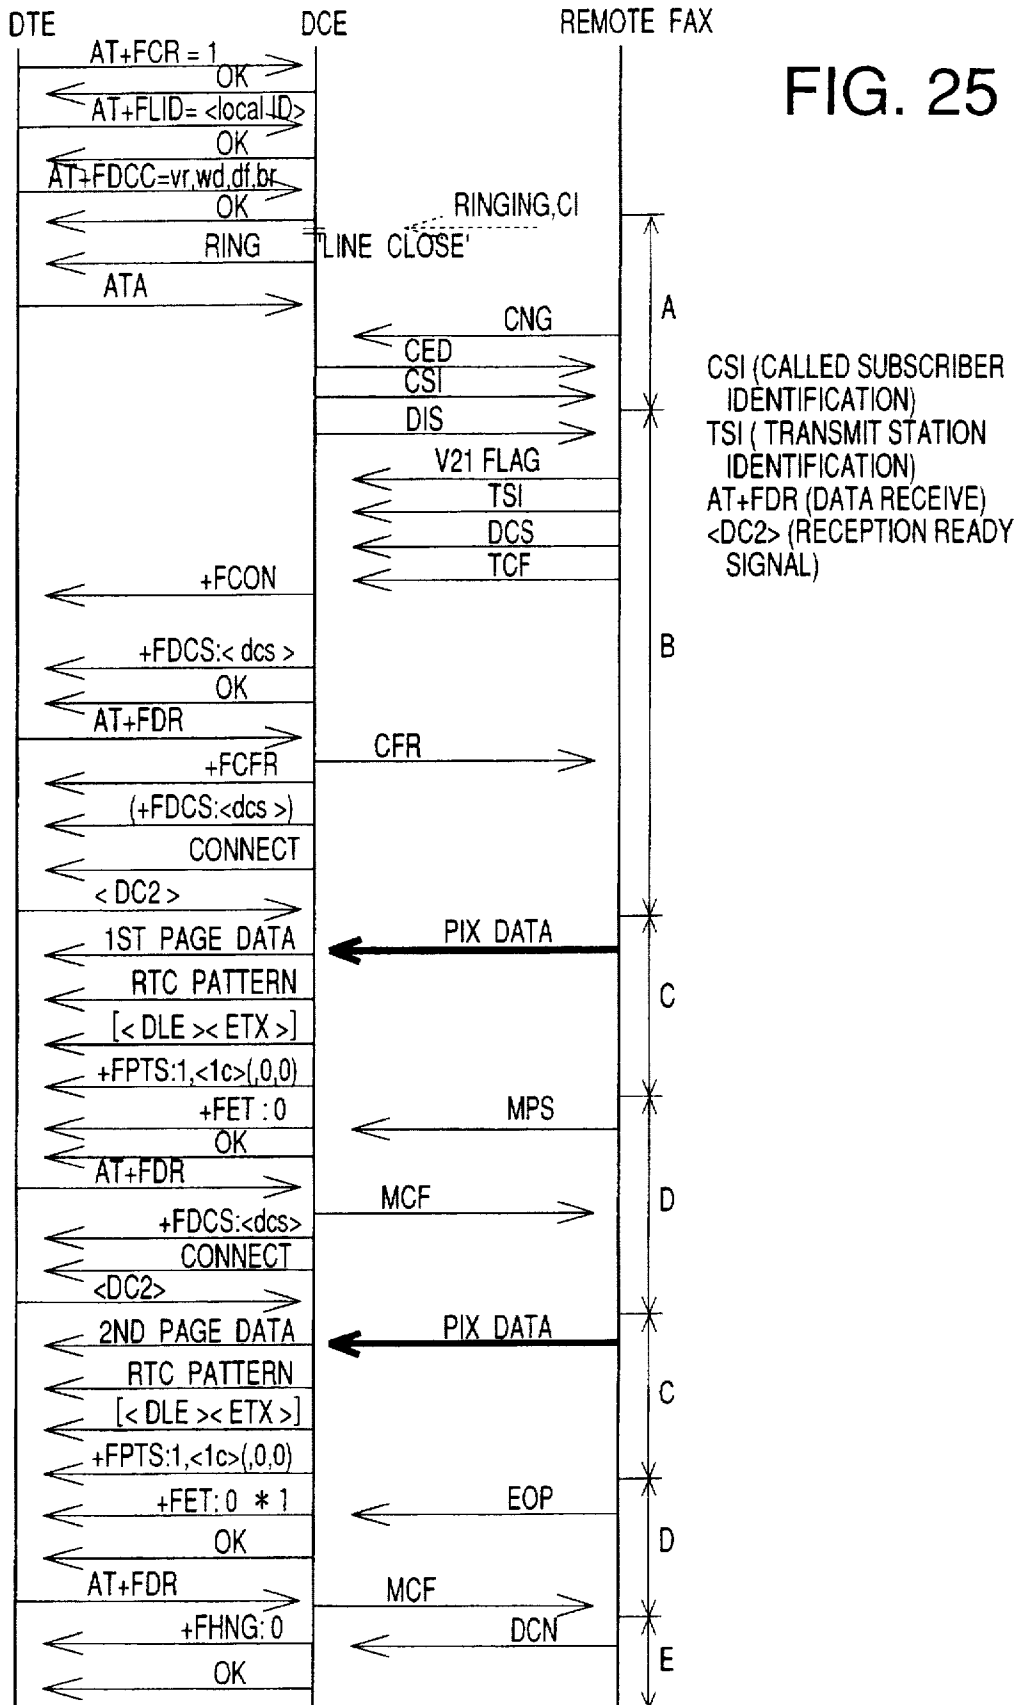 DTE DCE REMOTE FAX
FIG. 25
AT+FCR = 1
OK
AT+FLID= <local ID>
OK
AT+FDCC=vr,wd,df,br
OK
RINGING,CI
'LINE CLOSE'
RING
ATA
A
CNG
CED
CSI
DIS
V21 FLAG
TSI
DCS
TCF
CSI (CALLED SUBSCRIBER
IDENTIFICATION)
TSI ( TRANSMIT STATION
IDENTIFICATION)
AT+FDR (DATA RECEIVE)
<DC2> (RECEPTION READY
SIGNAL)
+FCON
B
+FDCS:< dcs >
OK
AT+FDR
CFR
+FCFR
(+FDCS:<dcs >)
CONNECT
< DC2 >
1ST PAGE DATA PIX DATA
RTC PATTERN
C
[< DLE >< ETX >]
+FPTS:1,<1c>(,0,0)
+FET : 0 MPS
OK
AT+FDR
MCF
D
+FDCS:<dcs>
CONNECT
<DC2>
2ND PAGE DATA PIX DATA
RTC PATTERN
C
[< DLE >< ETX >]
+FPTS:1,<1c>(,0,0)
+FET: 0 * 1 EOP
OK
D
AT+FDR MCF
+FHNG: 0 DCN
OK
E